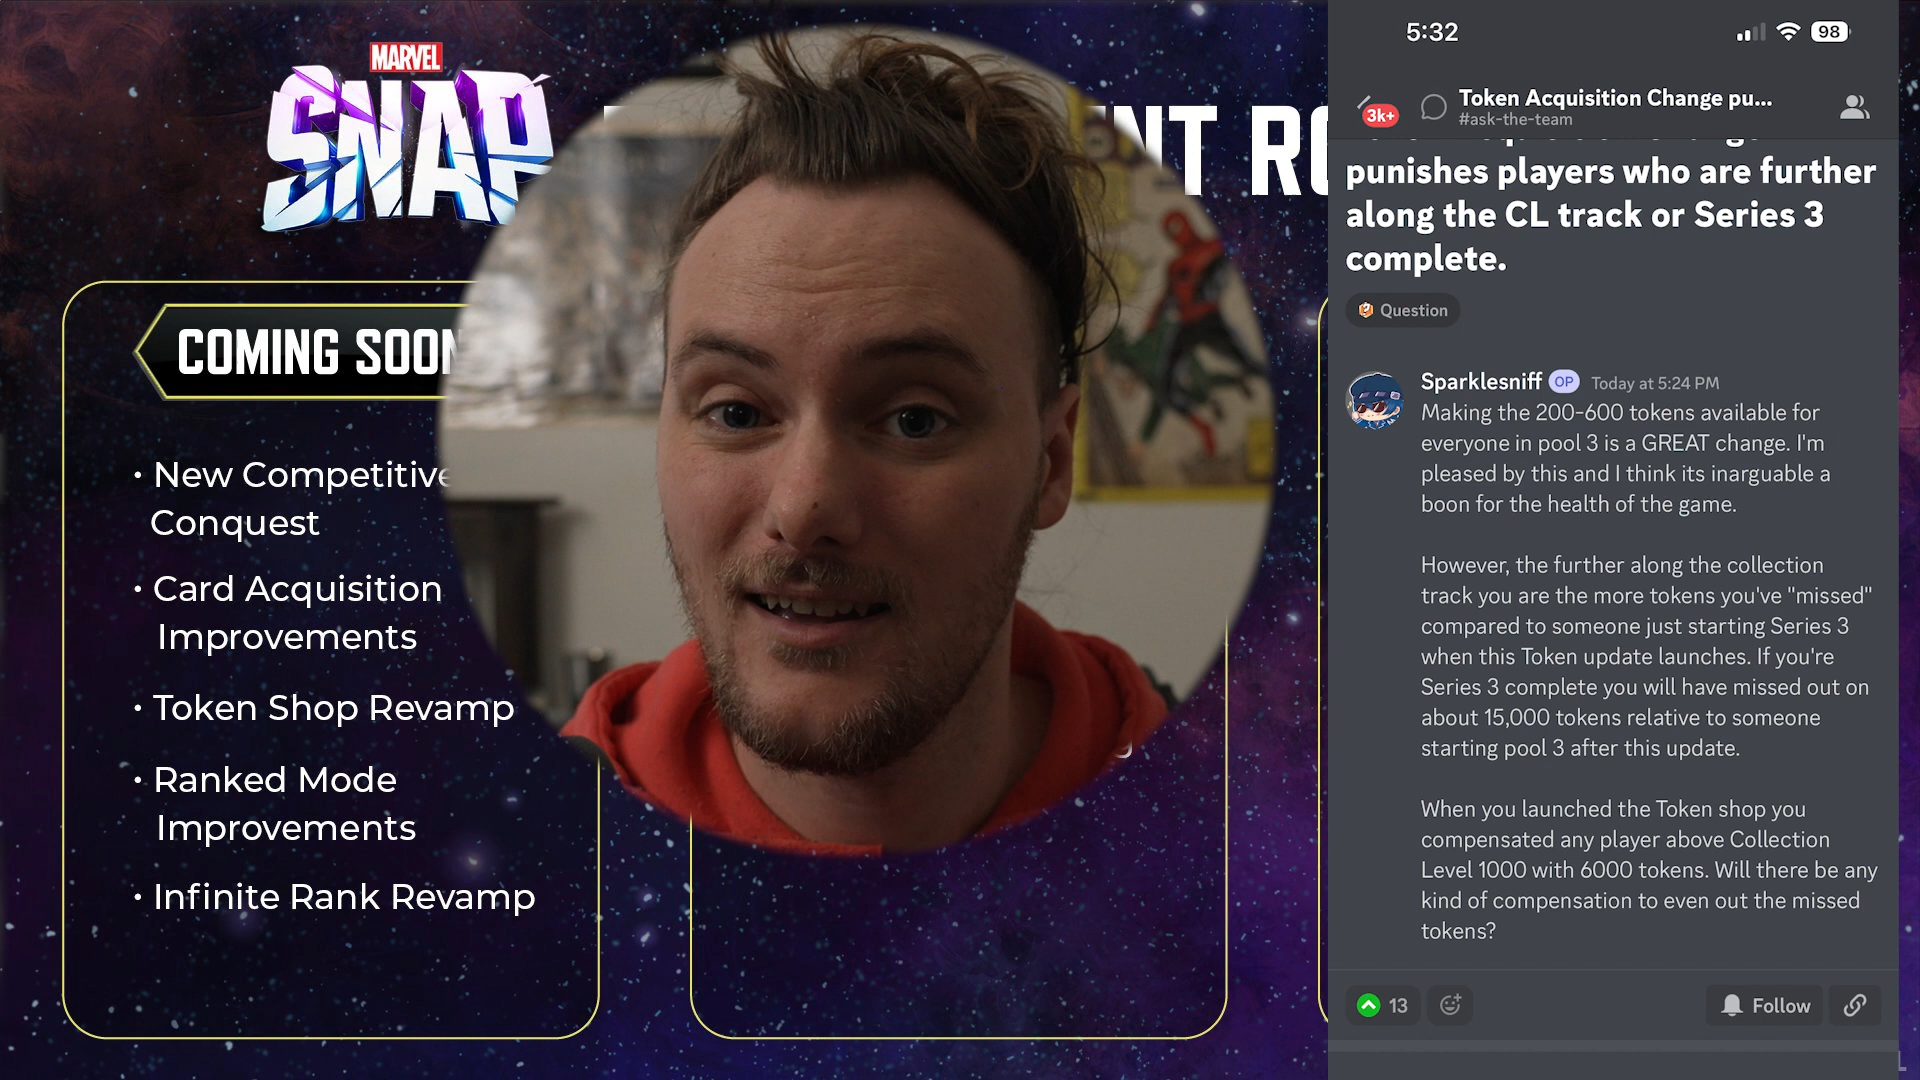 MARVEL
SNAP
NT R
COMING SOON
• New Competitive
Conquest
• Card Acquisition
Improvements
• Token Shop Revamp
• Ranked Mode
Improvements
• Infinite Rank Revamp
5:32
98
3k+
Token Acquisition Change pu...
#ask-the-team
punishes players who are further
along the CL track or Series 3
complete.
Question
Sparklesniff OP Today at 5:24 PM
Making the 200-600 tokens available for
everyone in pool 3 is a GREAT change. I'm
pleased by this and I think its inarguable a
boon for the health of the game.
However, the further along the collection
track you are the more tokens you've "missed"
compared to someone just starting Series 3
when this Token update launches. If you're
Series 3 complete you will have missed out on
about 15,000 tokens relative to someone
starting pool 3 after this update.
When you launched the Token shop you
compensated any player above Collection
Level 1000 with 6000 tokens. Will there be any
kind of compensation to even out the missed
tokens?
13
Follow